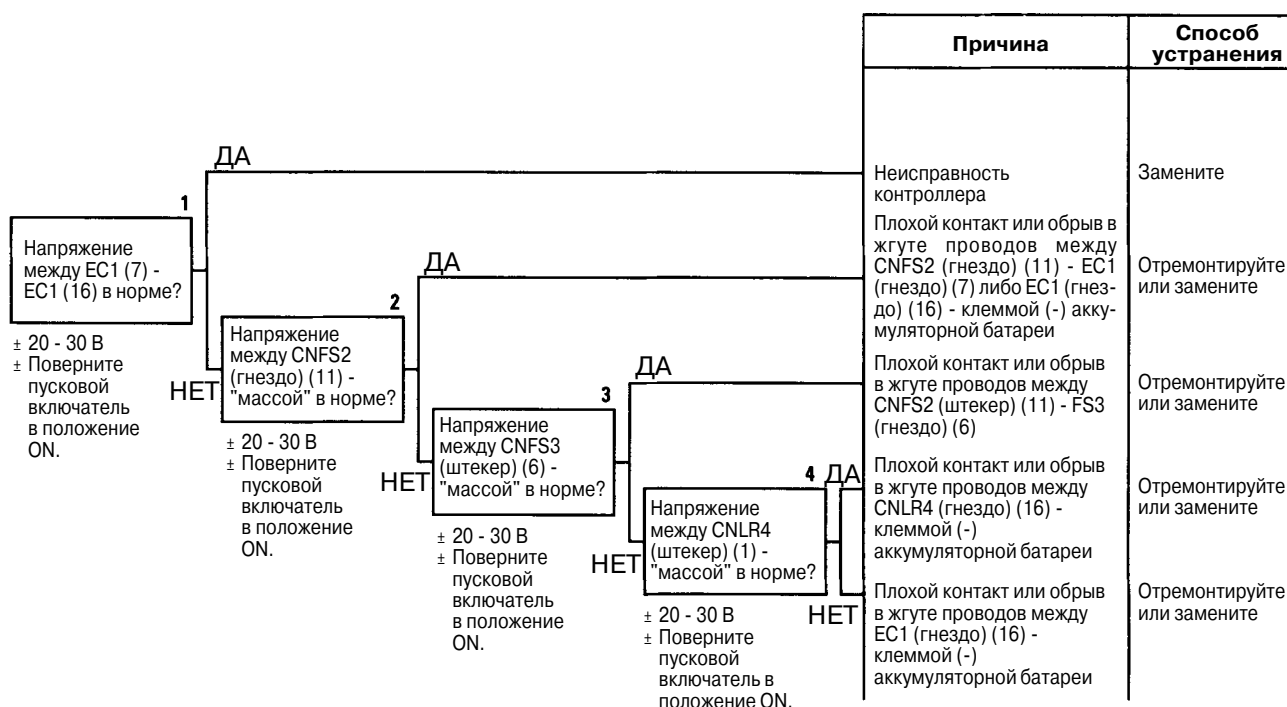 Причина
Способ
устранения
ДА
Неисправность
контроллера
Замените
1
Напряжение
между EC1 (7) -
EC1 (16) в норме?
± 20 - 30 В
± Поверните
пусковой
включатель
в положение
ON.
ДА
Плохой контакт или обрыв в
жгуте проводов между
CNFS2 (гнездо) (11) - EC1
(гнездо) (7) либо EC1 (гнез-
до) (16) - клеммой (-) акку-
муляторной батареи
Отремонтируйте
или замените
НЕТ
2
Напряжение
между CNFS2
(гнездо) (11) -
"массой" в норме?
± 20 - 30 В
± Поверните
пусковой
включатель
в положение
ON.
ДА
Плохой контакт или обрыв
в жгуте проводов между
CNFS2 (штекер) (11) - FS3
(гнездо) (6)
Отремонтируйте
или замените
НЕТ
3
Напряжение
между CNFS3
(штекер) (6) -
"массой" в норме?
± 20 - 30 В
± Поверните
пусковой
включатель
в положение
ON.
ДА
Плохой контакт или обрыв
в жгуте проводов между
CNLR4 (гнездо) (16) -
клеммой (-)
аккумуляторной батареи
Отремонтируйте
или замените
НЕТ
4
Напряжение
между CNLR4
(штекер) (1) -
"массой" в норме?
± 20 - 30 В
± Поверните
пусковой
включатель в
положение ON.
НЕТ
Плохой контакт или обрыв
в жгуте проводов между
EC1 (гнездо) (16) -
клеммой (-)
аккумуляторной батареи
Отремонтируйте
или замените